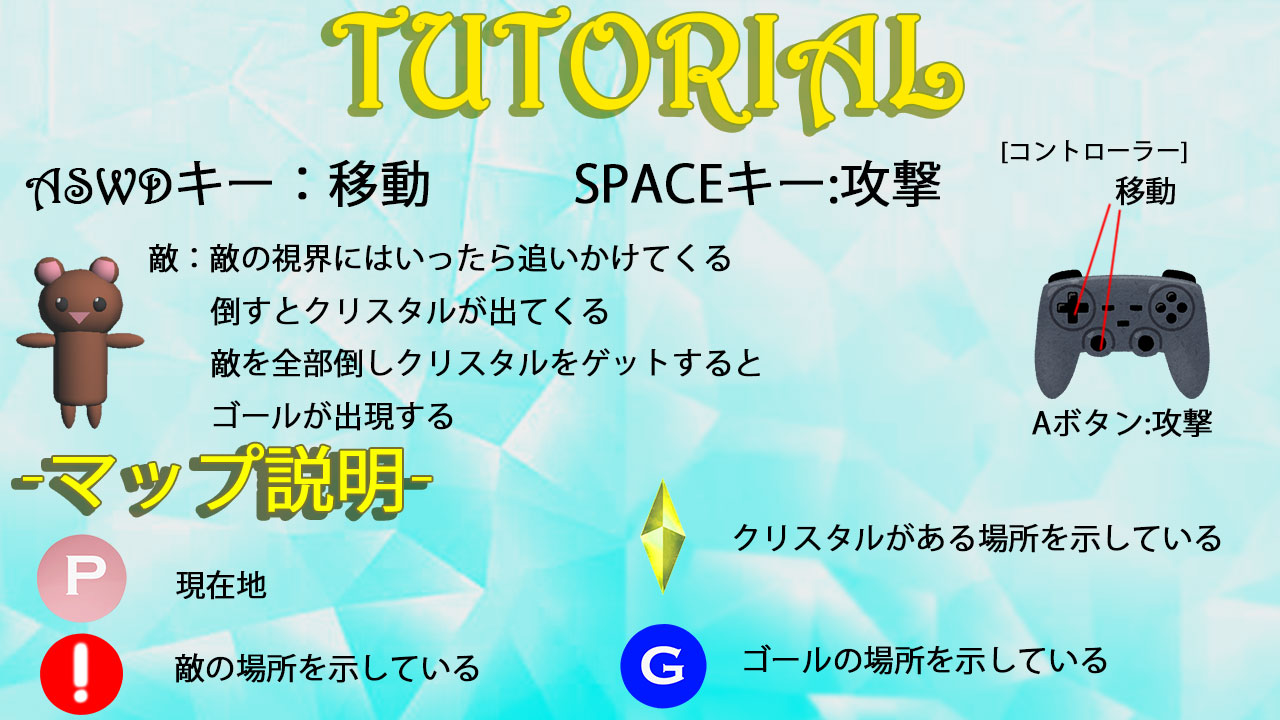 TUTORIAL
ASWDキー：移動
SPACEキー:攻撃
[コントローラー]
移動
敵：敵の視界にはいったら追いかけてくる
倒すとクリスタルが出てくる
敵を全部倒しクリスタルをゲットすると
ゴールが出現する
Aボタン:攻撃
-マップ説明-
P
現在地
クリスタルがある場所を示している
!
敵の場所を示している
G
ゴールの場所を示している